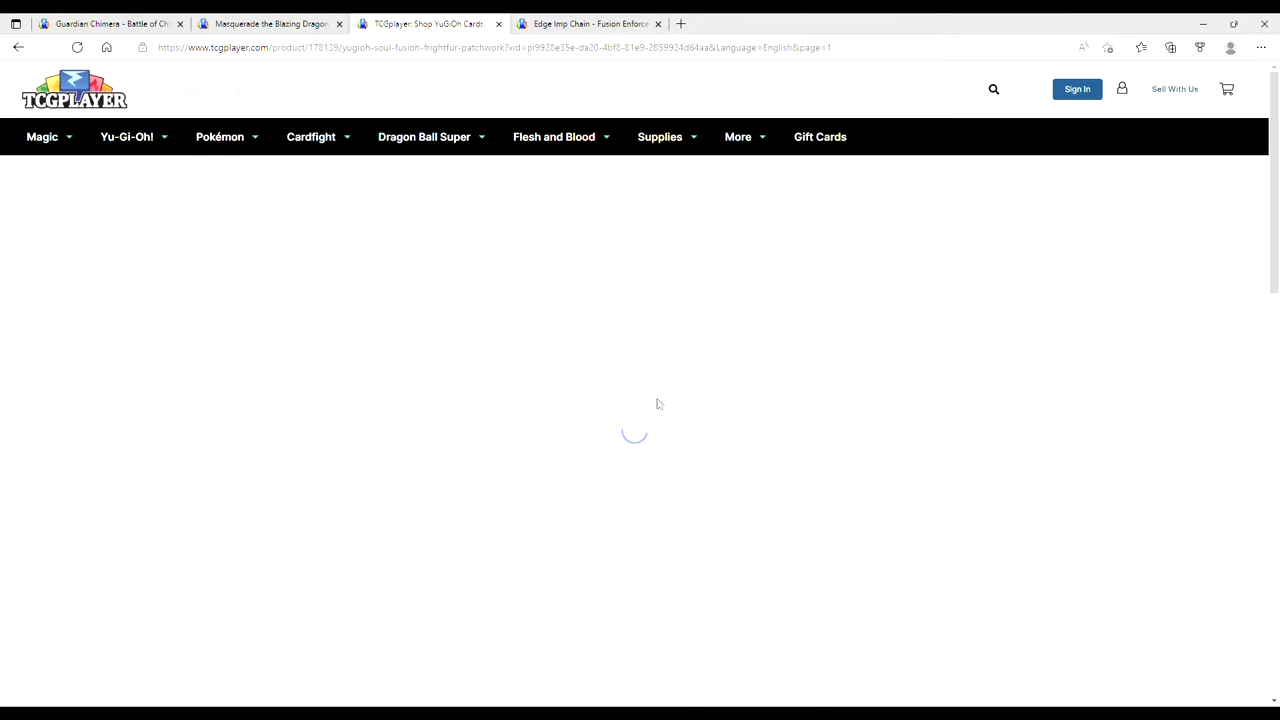 Guardian Chimera - Battle of Cha
Masquerade the Blazing Dragon
TCGplayer: Shop YuGiOh Cards,
Edge Imp Chain - Fusion Enforce
https://www.tcgplayer.com/product/178139/yugioh-soul-fusion-frightfur-patchwork?xid=pi9928e35e-da20-4bf8-81e9-2859924d64aa&Language=English&page=1
TCGPLAYER
Sign In
Sell With Us
Magic
Yu-Gi-Oh!
Pokémon
Cardfight
Dragon Ball Super
Flesh and Blood
Supplies
More
Gift Cards